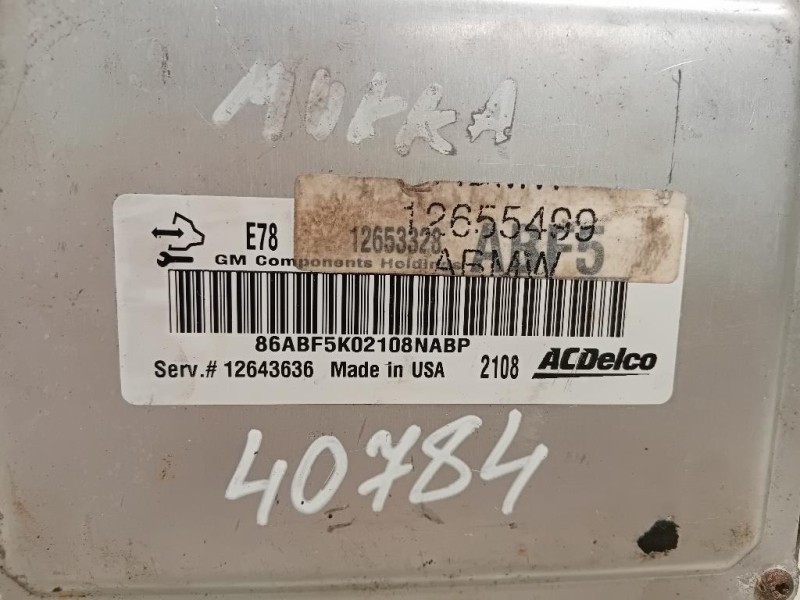 MOKKA
12655499
E78 12653328 ABF5
ABMW
GM Components Holdings
86ABF5K02108NABP
Serv.# 12643636 Made in USA 2108 ACDelco
40784